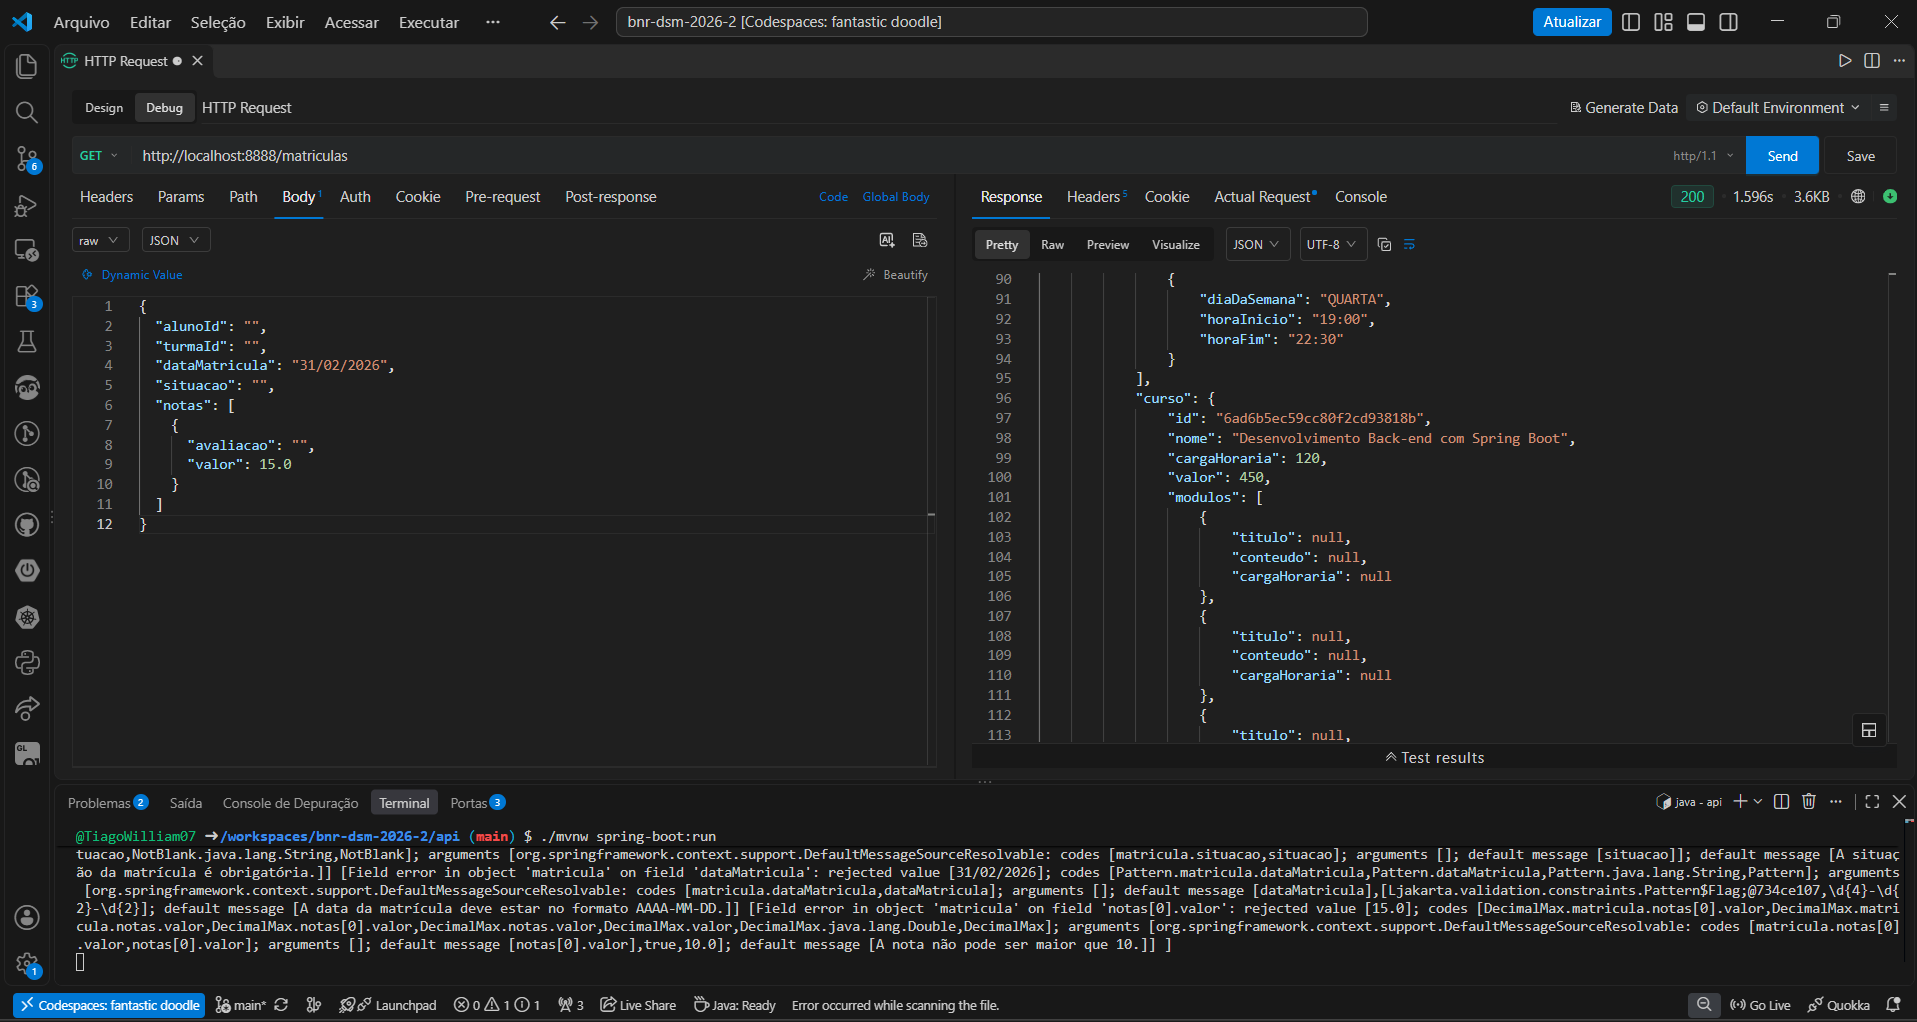 Arquivo Editar Seleção Exibir Acessar Executar ··· bnr-dsm-2026-2 [Codespaces: fantastic doodle] Atualizar
HTTP Request
Design Debug HTTP Request Generate Data Default Environment
GET http://localhost:8888/matriculas http/1.1 Send Save
Headers Params Path Body 1 Auth Cookie Pre-request Post-response Code Global Body
Response Headers 5 Cookie Actual Request Console 200 1.596s 3.6KB
raw JSON
Pretty Raw Preview Visualize JSON UTF-8
Dynamic Value Beautify
1 {
2 "alunoId": "",
3 "turmaId": "",
4 "dataMatricula": "31/02/2026",
5 "situacao": "",
6 "notas": [
7 {
8 "avaliacao": "",
9 "valor": 15.0
10 }
11 ]
12 }
90 {
91 "diaDaSemana": "QUARTA",
92 "horaInicio": "19:00",
93 "horaFim": "22:30"
94 }
95 ],
96 "curso": {
97 "id": "6ad6b5ec59cc80f2cd93818b",
98 "nome": "Desenvolvimento Back-end com Spring Boot",
99 "cargaHoraria": 120,
100 "valor": 450,
101 "modulos": [
102 {
103 "titulo": null,
104 "conteudo": null,
105 "cargaHoraria": null
106 },
107 {
108 "titulo": null,
109 "conteudo": null,
110 "cargaHoraria": null
111 },
112 {
113 "titulo": null,
Test results
Problemas 2 Saída Console de Depuração Terminal Portas 3 java - api
@TiagoWilliam07 ➜ /workspaces/bnr-dsm-2026-2/api (main) $ ./mvnw spring-boot:run
tuacao,NotBlank.java.lang.String,NotBlank]; arguments [org.springframework.context.support.DefaultMessageSourceResolvable: codes [matricula.situacao,situacao]; arguments []; default message [situacao]]; default message [A situaç
ão da matrícula é obrigatória.]] [Field error in object 'matricula' on field 'dataMatricula': rejected value [31/02/2026]; codes [Pattern.matricula.dataMatricula,Pattern.dataMatricula,Pattern.java.lang.String,Pattern]; arguments
[org.springframework.context.support.DefaultMessageSourceResolvable: codes [matricula.dataMatricula,dataMatricula]; arguments []; default message [dataMatricula],[Ljakarta.validation.constraints.Pattern$Flag;@734ce107,\d{4}-\d{
2}-\d{2}]; default message [A data da matrícula deve estar no formato AAAA-MM-DD.]] [Field error in object 'matricula' on field 'notas[0].valor': rejected value [15.0]; codes [DecimalMax.matricula.notas[0].valor,DecimalMax.matri
cula.notas.valor,DecimalMax.notas[0].valor,DecimalMax.notas.valor,DecimalMax.valor,DecimalMax.java.lang.Double,DecimalMax]; arguments [org.springframework.context.support.DefaultMessageSourceResolvable: codes [matricula.notas[0]
.valor,notas[0].valor]; arguments []; default message [notas[0].valor],true,10.0]; default message [A nota não pode ser maior que 10.]] ]
Codespaces: fantastic doodle main* Launchpad 0 1 1 3 Live Share Java: Ready Error occurred while scanning the file. Go Live Quokka
6
3
GL
1